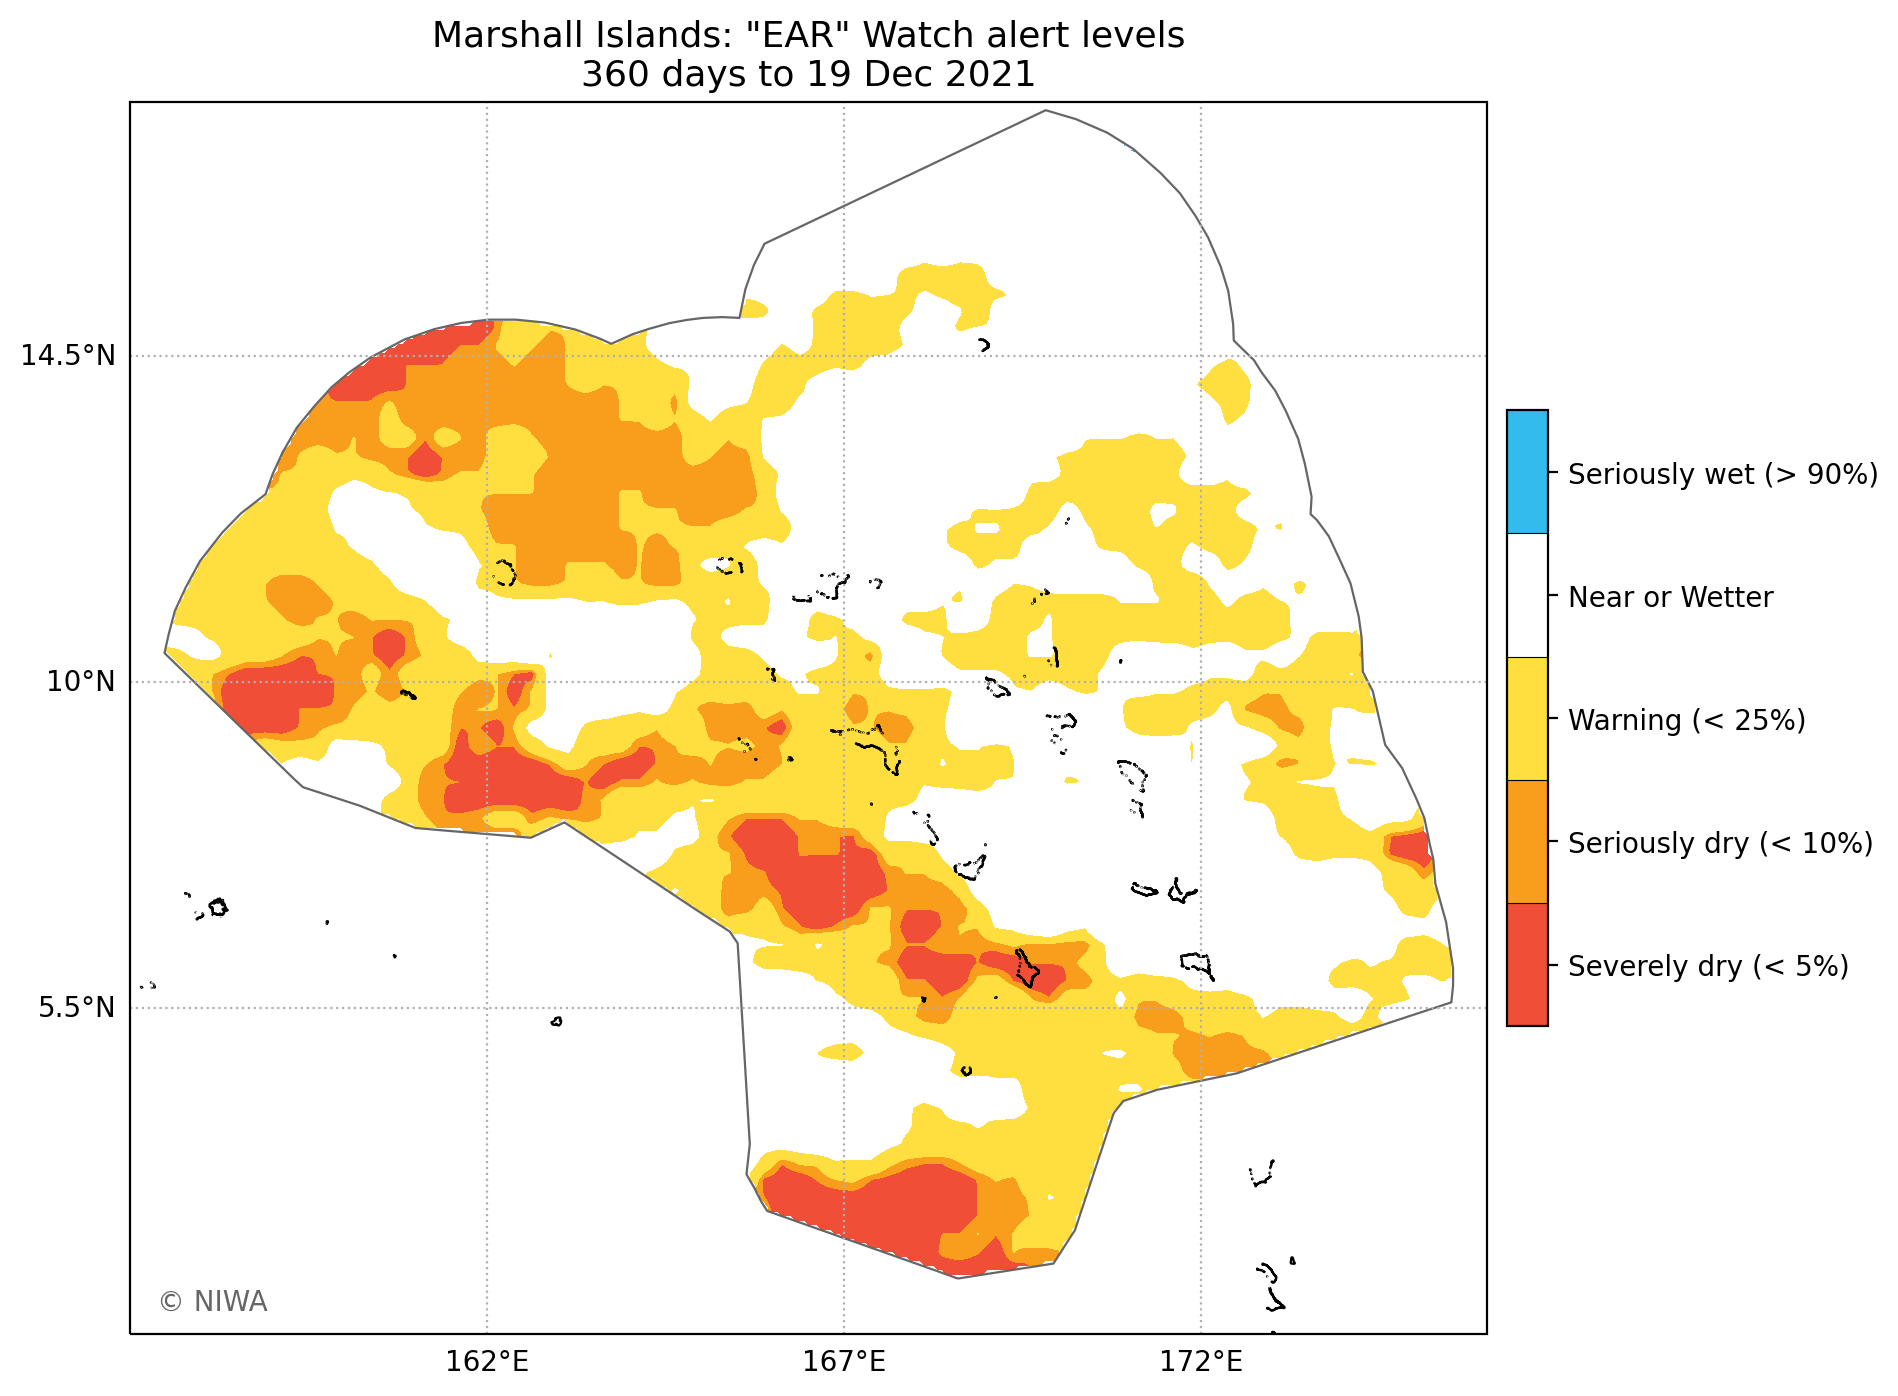 Marshall Islands: "EAR" Watch alert levels
360 days to 19 Dec 2021
14.5°N
10°N
5.5°N
162°E
167°E
172°E
Seriously wet (> 90%)
Near or Wetter
Warning (< 25%)
Seriously dry (< 10%)
Severely dry (< 5%)
© NIWA